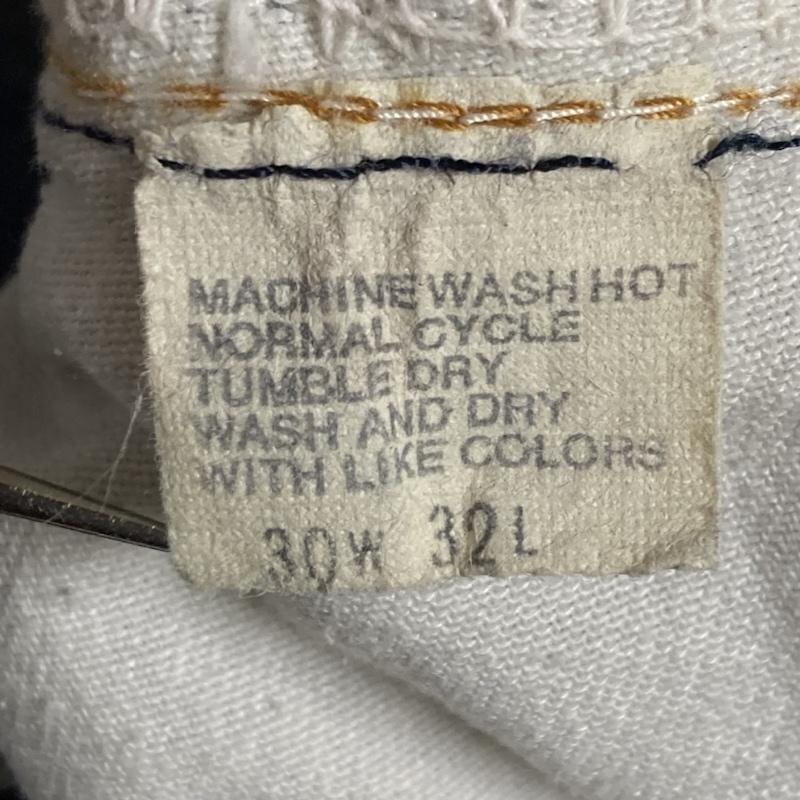 MACHINE WASH HOT
NORMAL CYCLE
TUMBLE DRY
WASH AND DRY
WITH LIKE COLORS
30W 32L